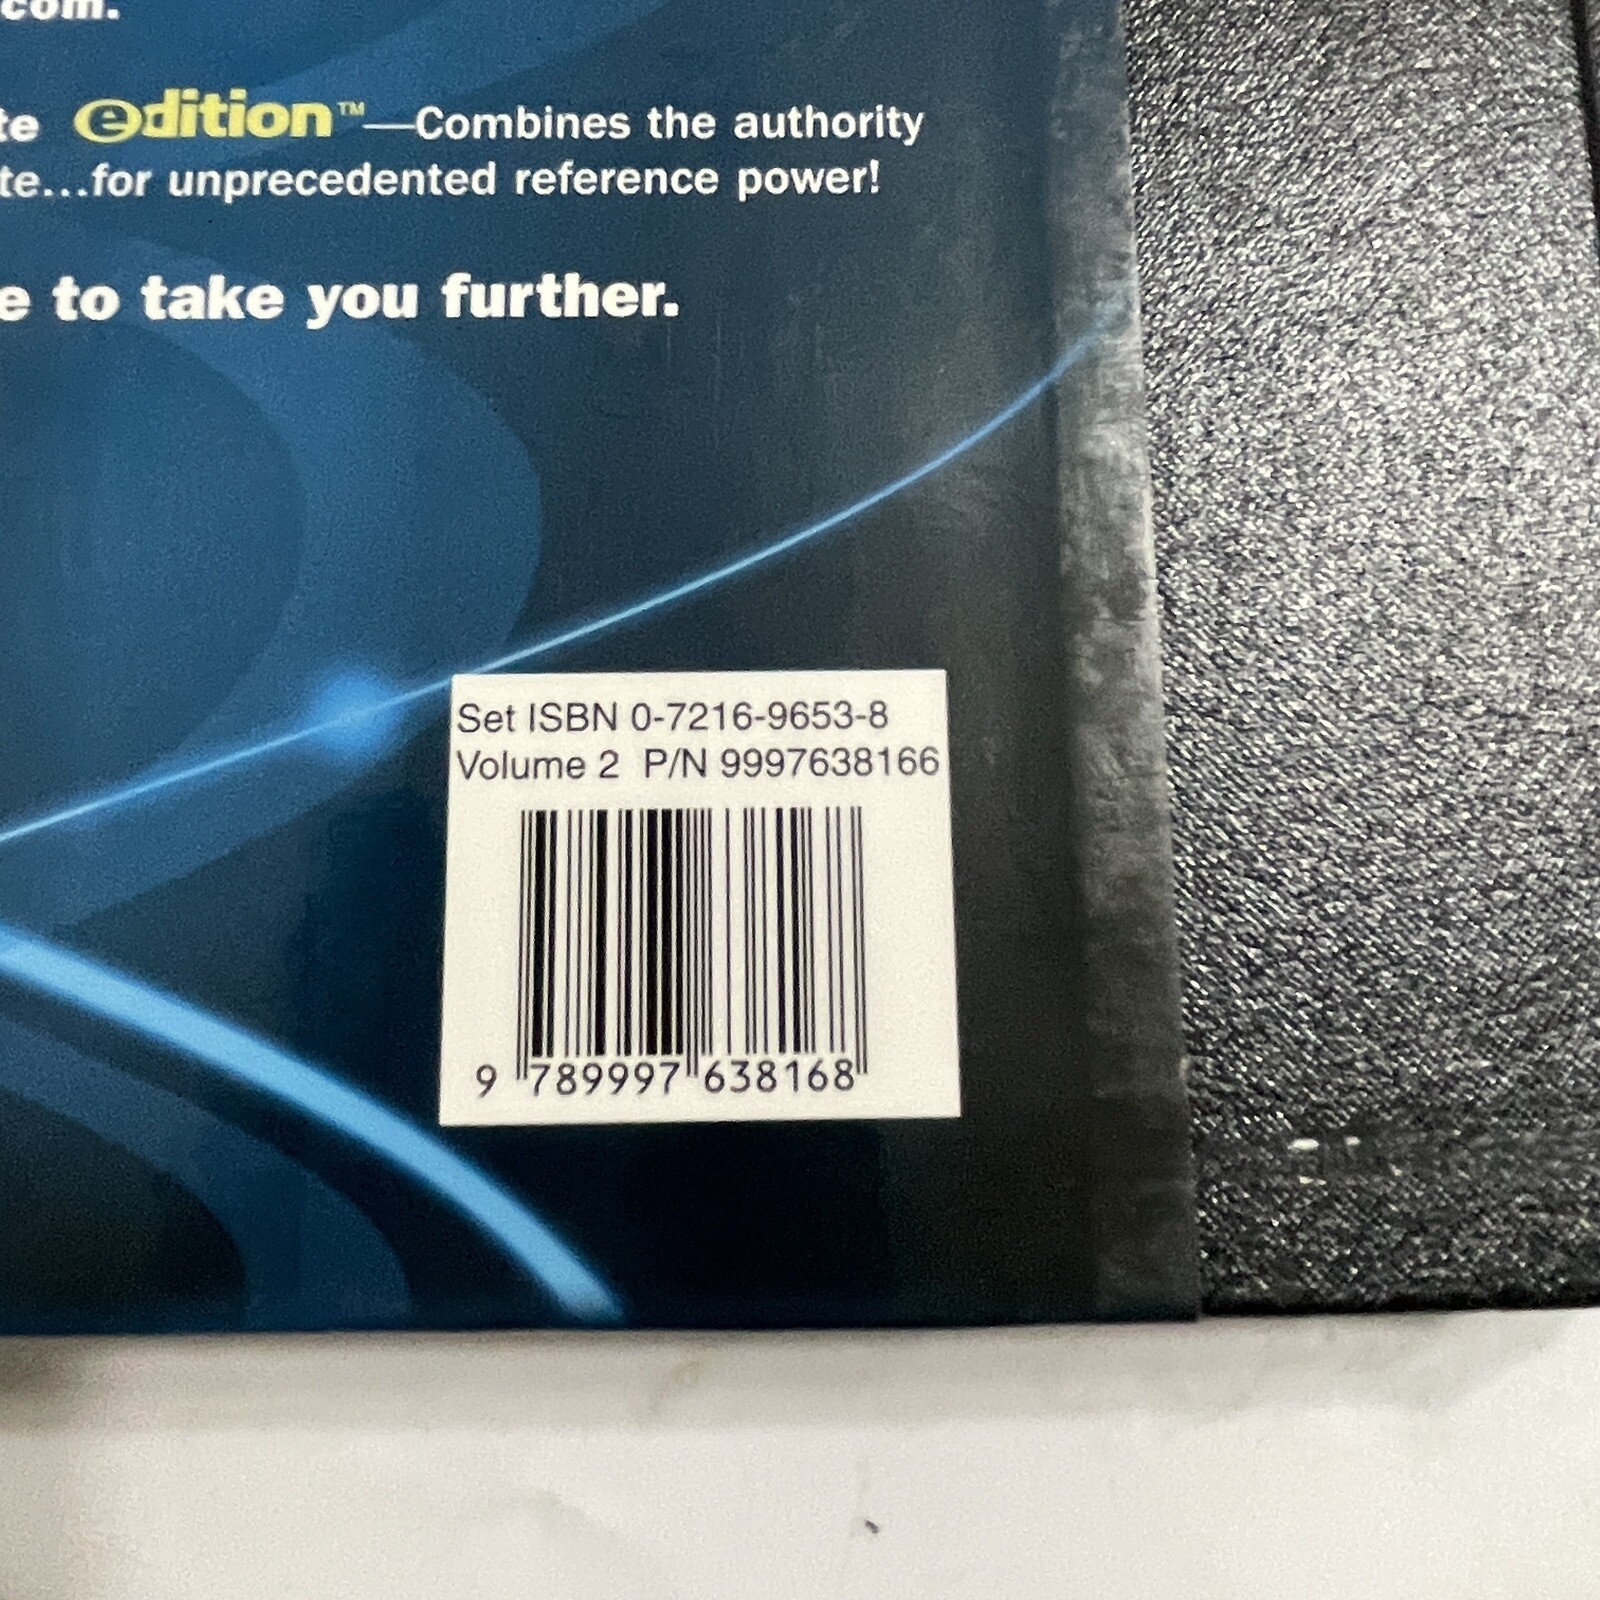 com.
te edition™—Combines the authority
te...for unprecedented reference power!
e to take you further.
Set ISBN 0-7216-9653-8
Volume 2 P/N 9997638166
9 789997 638168